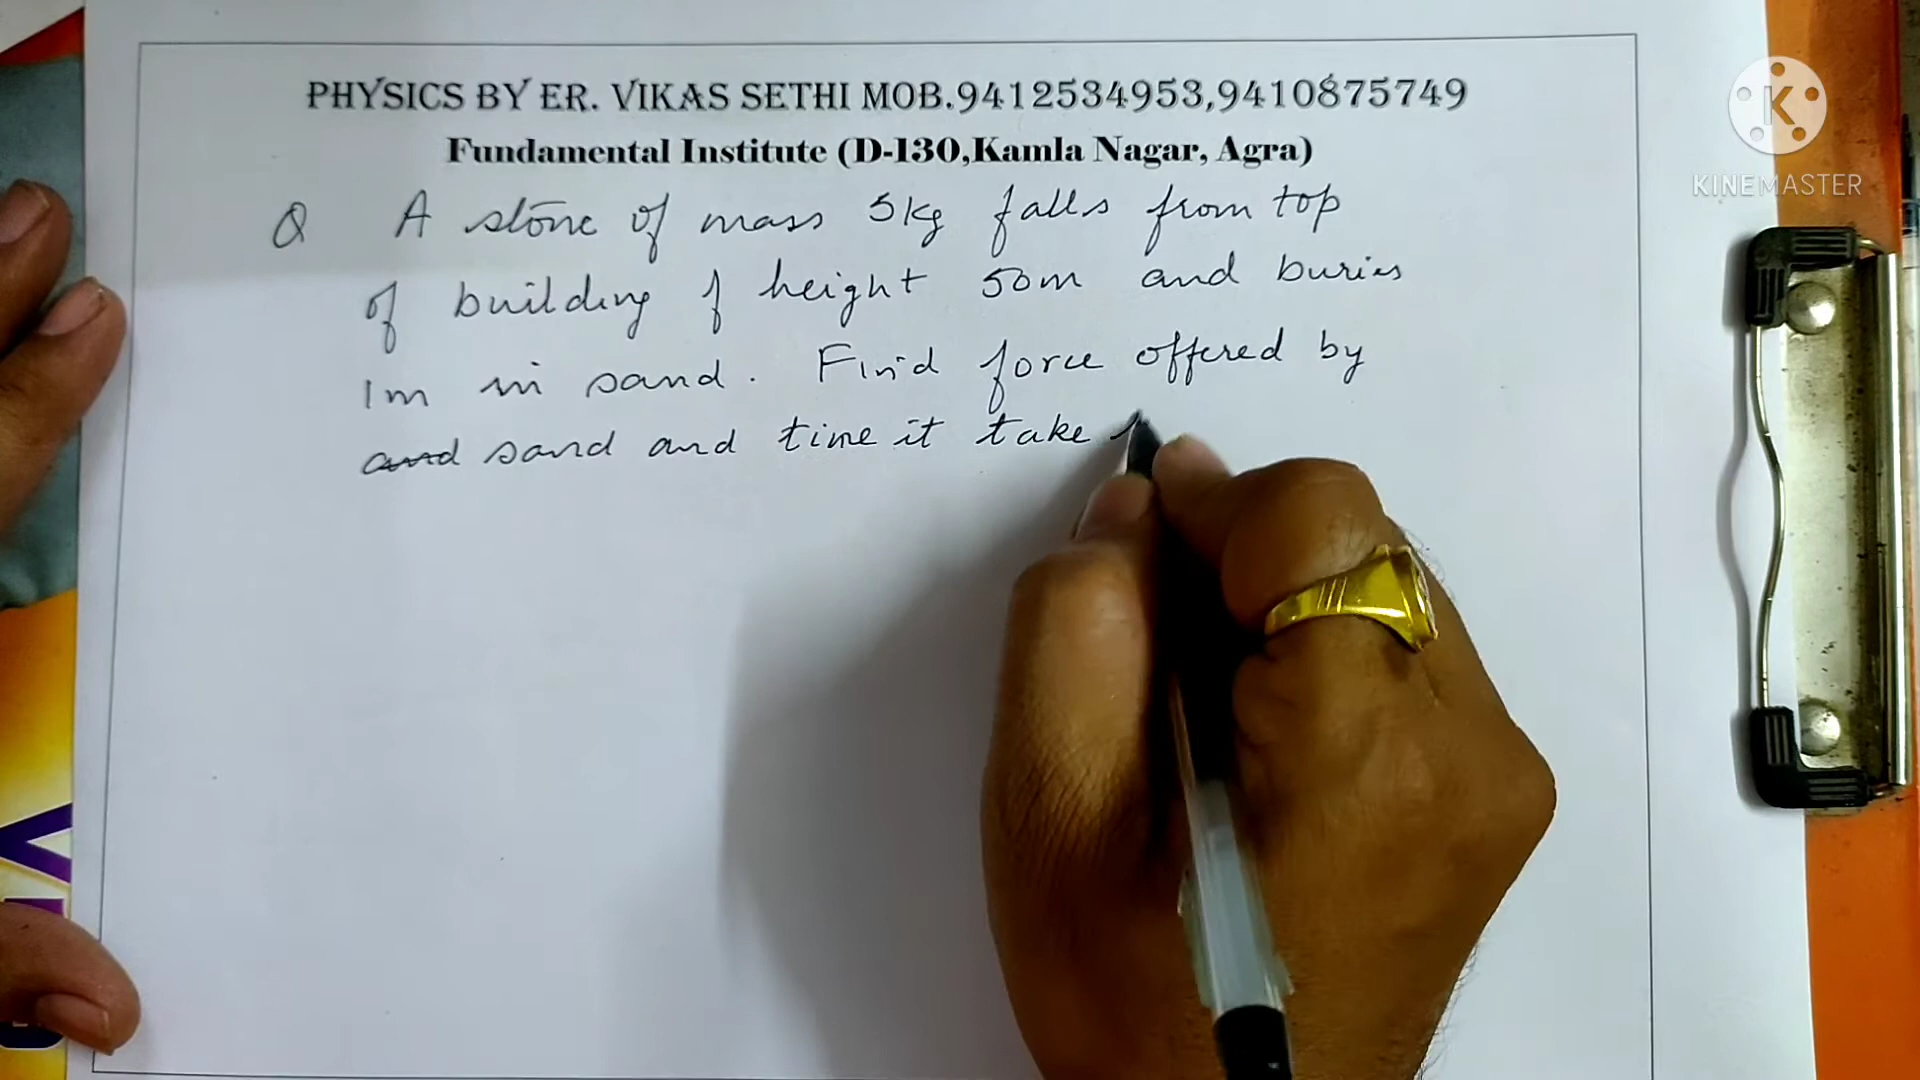 PHYSICS BY ER. VIKAS SETHI MOB.9412534953,9410875749
Fundamental Institute (D-130,Kamla Nagar, Agra)
Q A stone of mass 5kg falls from top
of building of height 50m and buries
1m in sand. Find force offered by
and sand and time it take
KINEMASTER